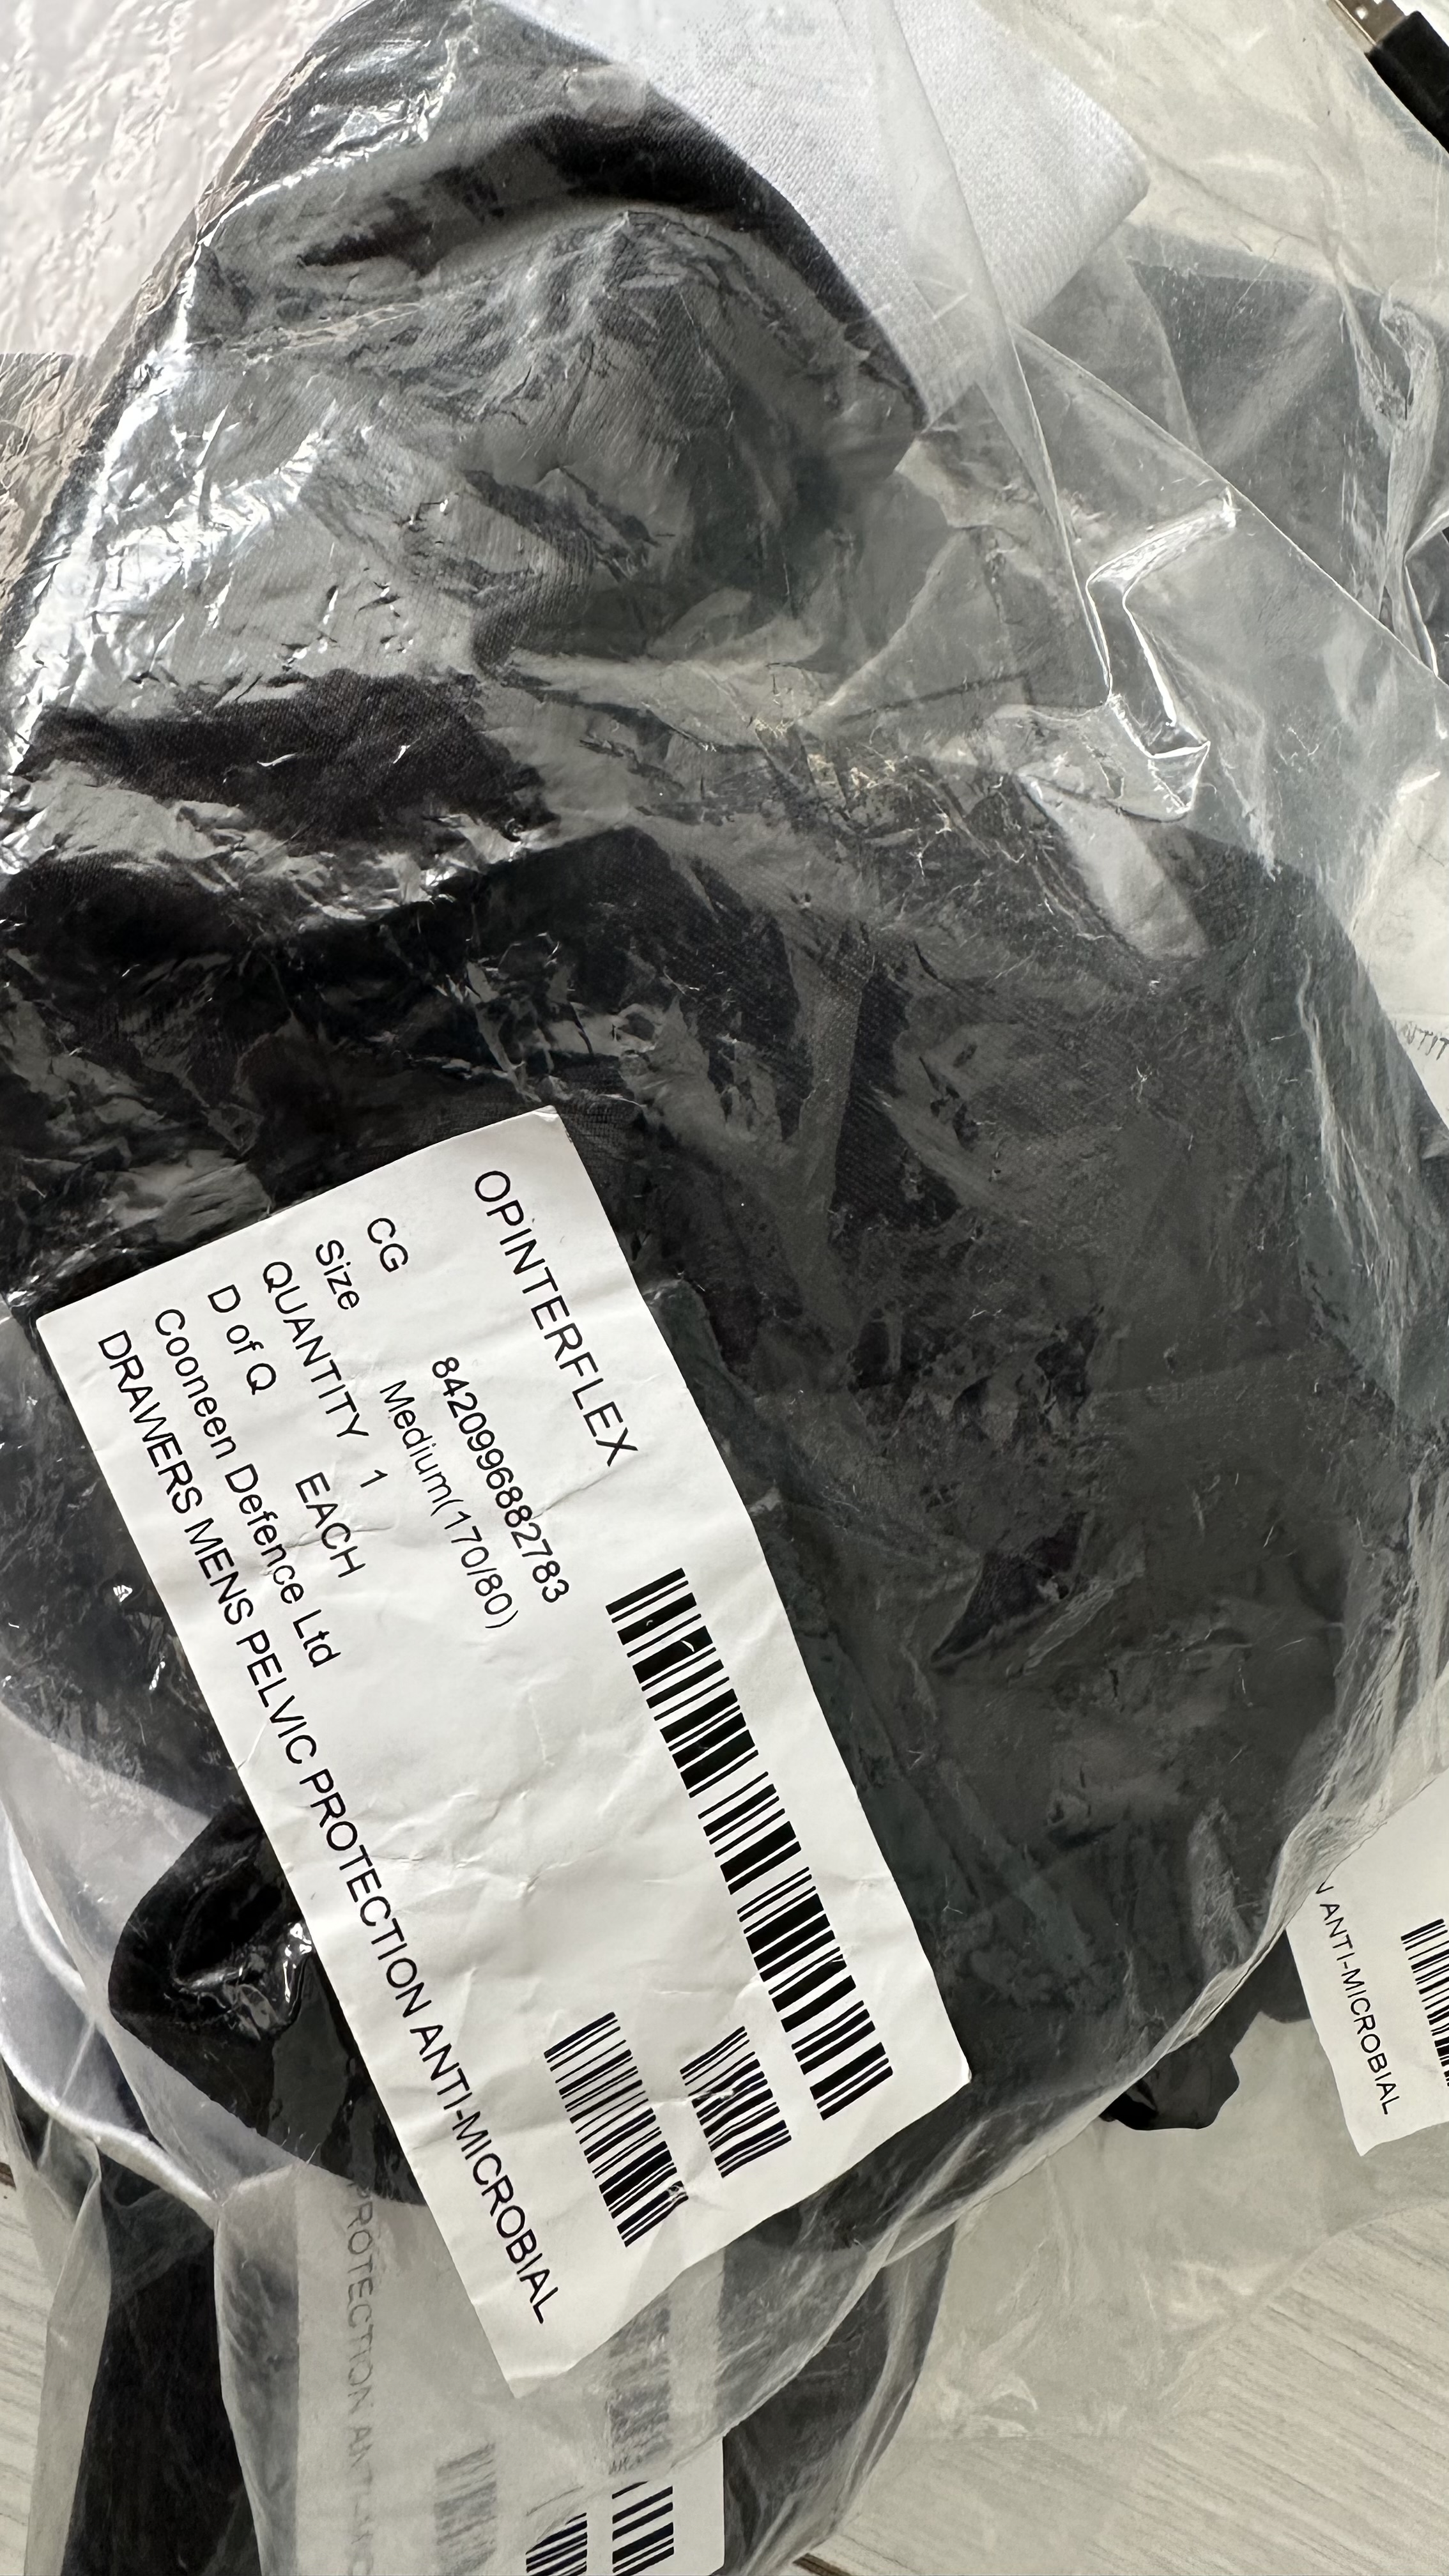 OPINTERFLEX
CG 8420996882783
Size Medium(170/80)
QUANTITY 1
D of Q EACH
Cooneen Defence Ltd
DRAWERS MENS PELVIC PROTECTION ANTI-MICROBIAL
ANTI-MICROBIAL
PROTECTION